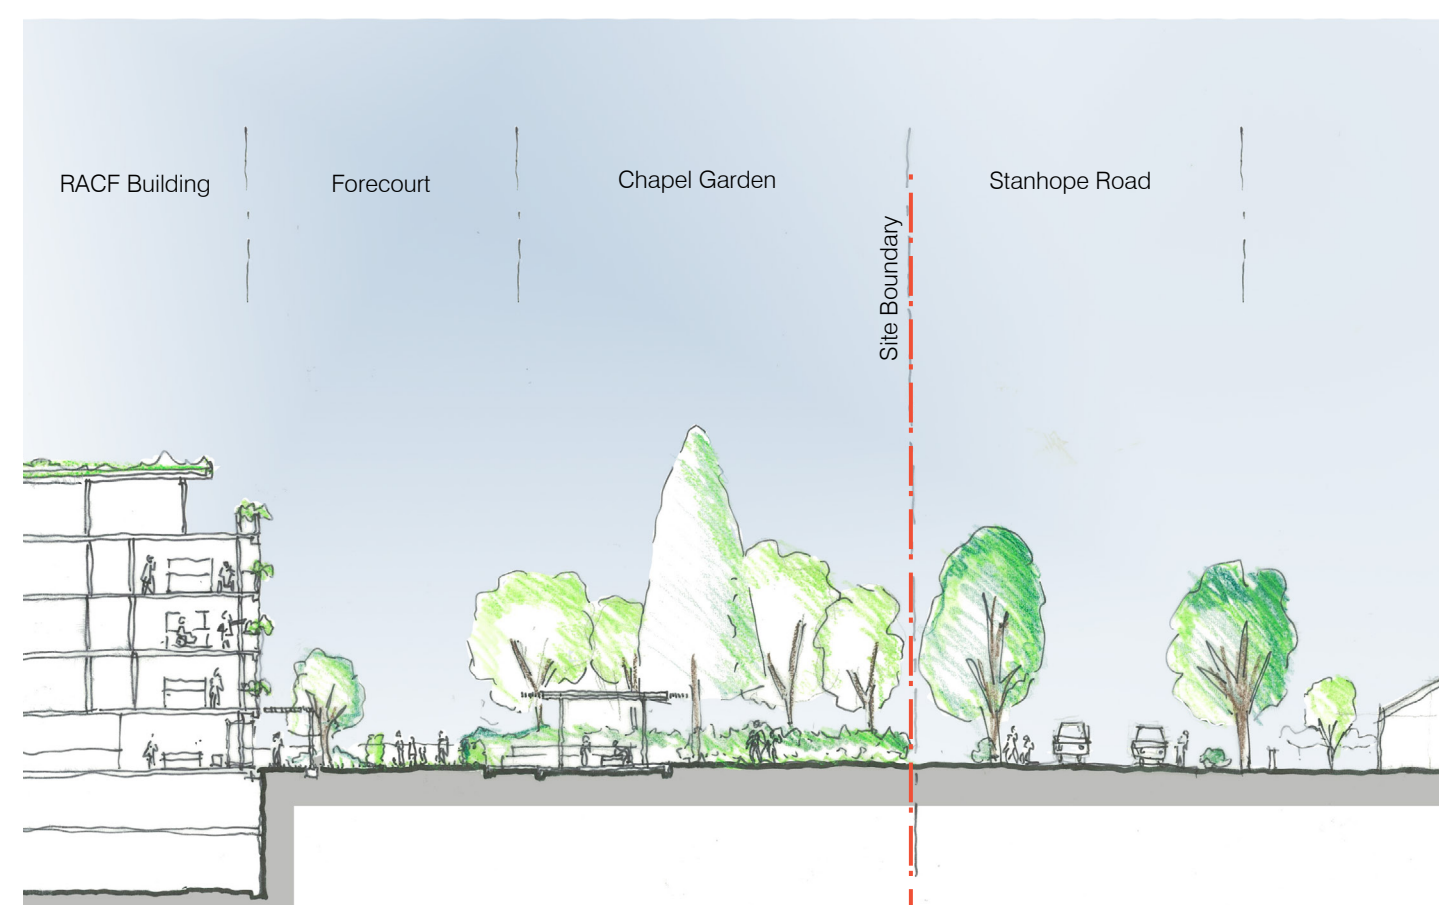 RACF Building
Forecourt
Chapel Garden
Stanhope Road
Site Boundary